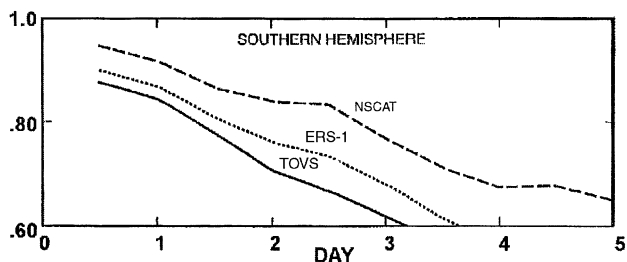 1.0
SOUTHERN HEMISPHERE
NSCAT
.80
ERS-1
TOVS
.60
0 1 2 3 4 5
DAY